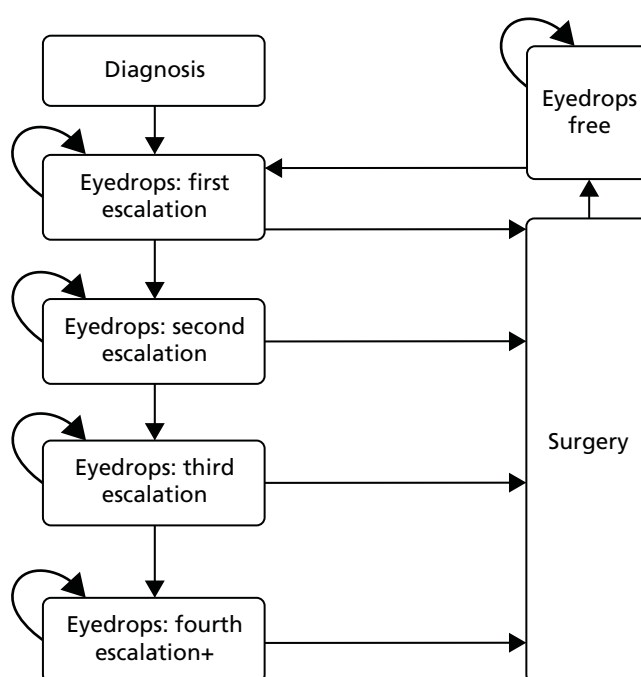 Diagnosis
Eyedrops
free
Eyedrops: first
escalation
Eyedrops: second
escalation
Surgery
Eyedrops: third
escalation
Eyedrops: fourth
escalation+